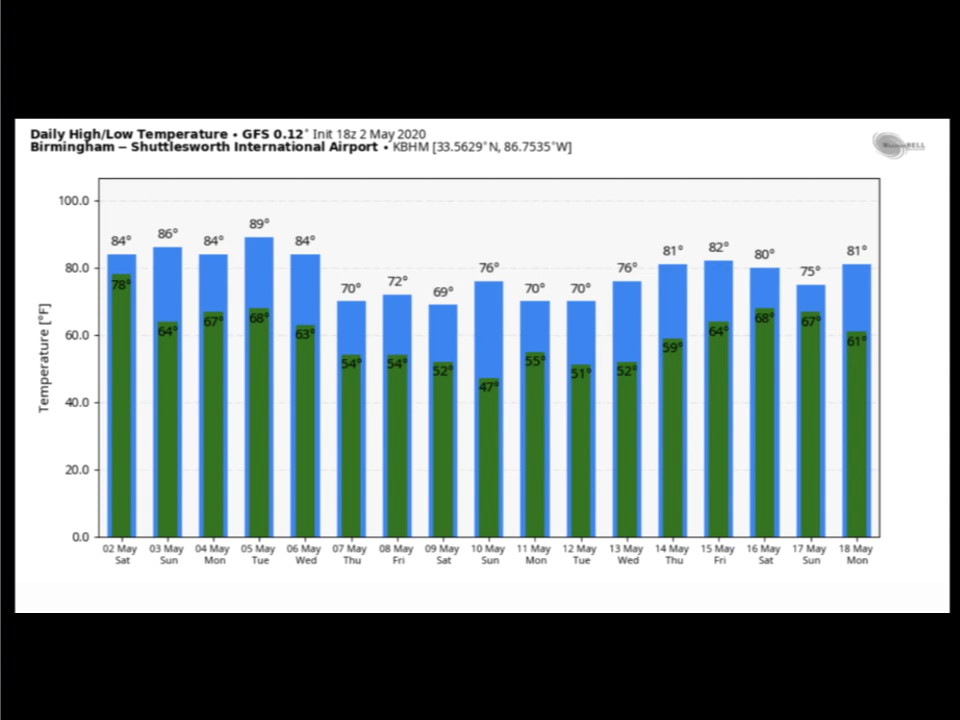 Daily High/Low Temperature • GFS 0.12° Init 18z 2 May 2020
Birmingham – Shuttlesworth International Airport • KBHM [33.5629°N, 86.7535°W]
BELL
Temperature [°F]
100.0
80.0
60.0
40.0
20.0
0.0
84° 86° 84° 89° 84° 70° 72° 69° 76° 70° 70° 76° 81° 82° 80° 75° 81°
78° 64° 67° 68° 63° 54° 54° 52° 47° 55° 51° 52° 59° 64° 68° 67° 61°
02 May 03 May 04 May 05 May 06 May 07 May 08 May 09 May 10 May 11 May 12 May 13 May 14 May 15 May 16 May 17 May 18 May
Sat Sun Mon Tue Wed Thu Fri Sat Sun Mon Tue Wed Thu Fri Sat Sun Mon